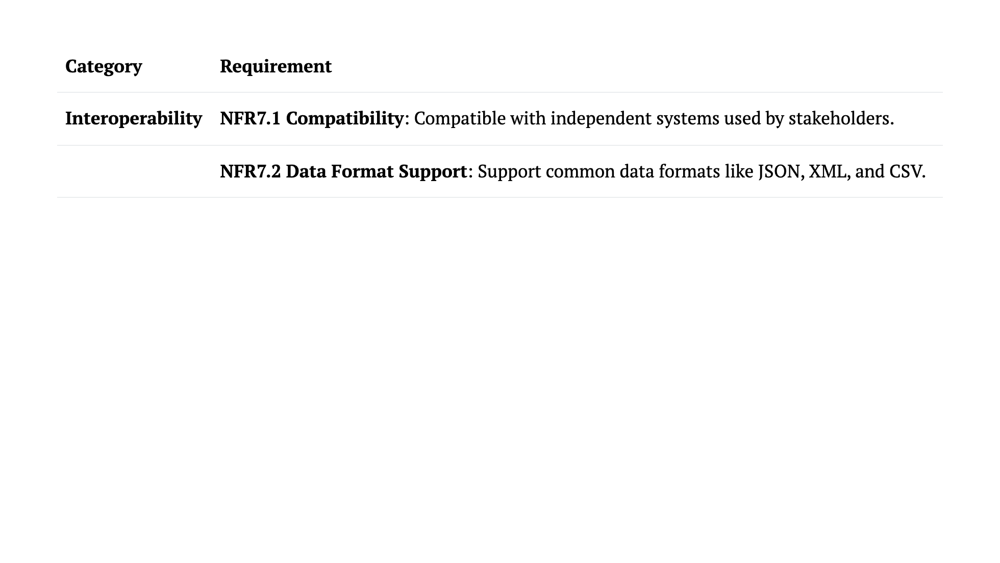 Category Requirement
Interoperability NFR7.1 Compatibility: Compatible with independent systems used by stakeholders.
NFR7.2 Data Format Support: Support common data formats like JSON, XML, and CSV.